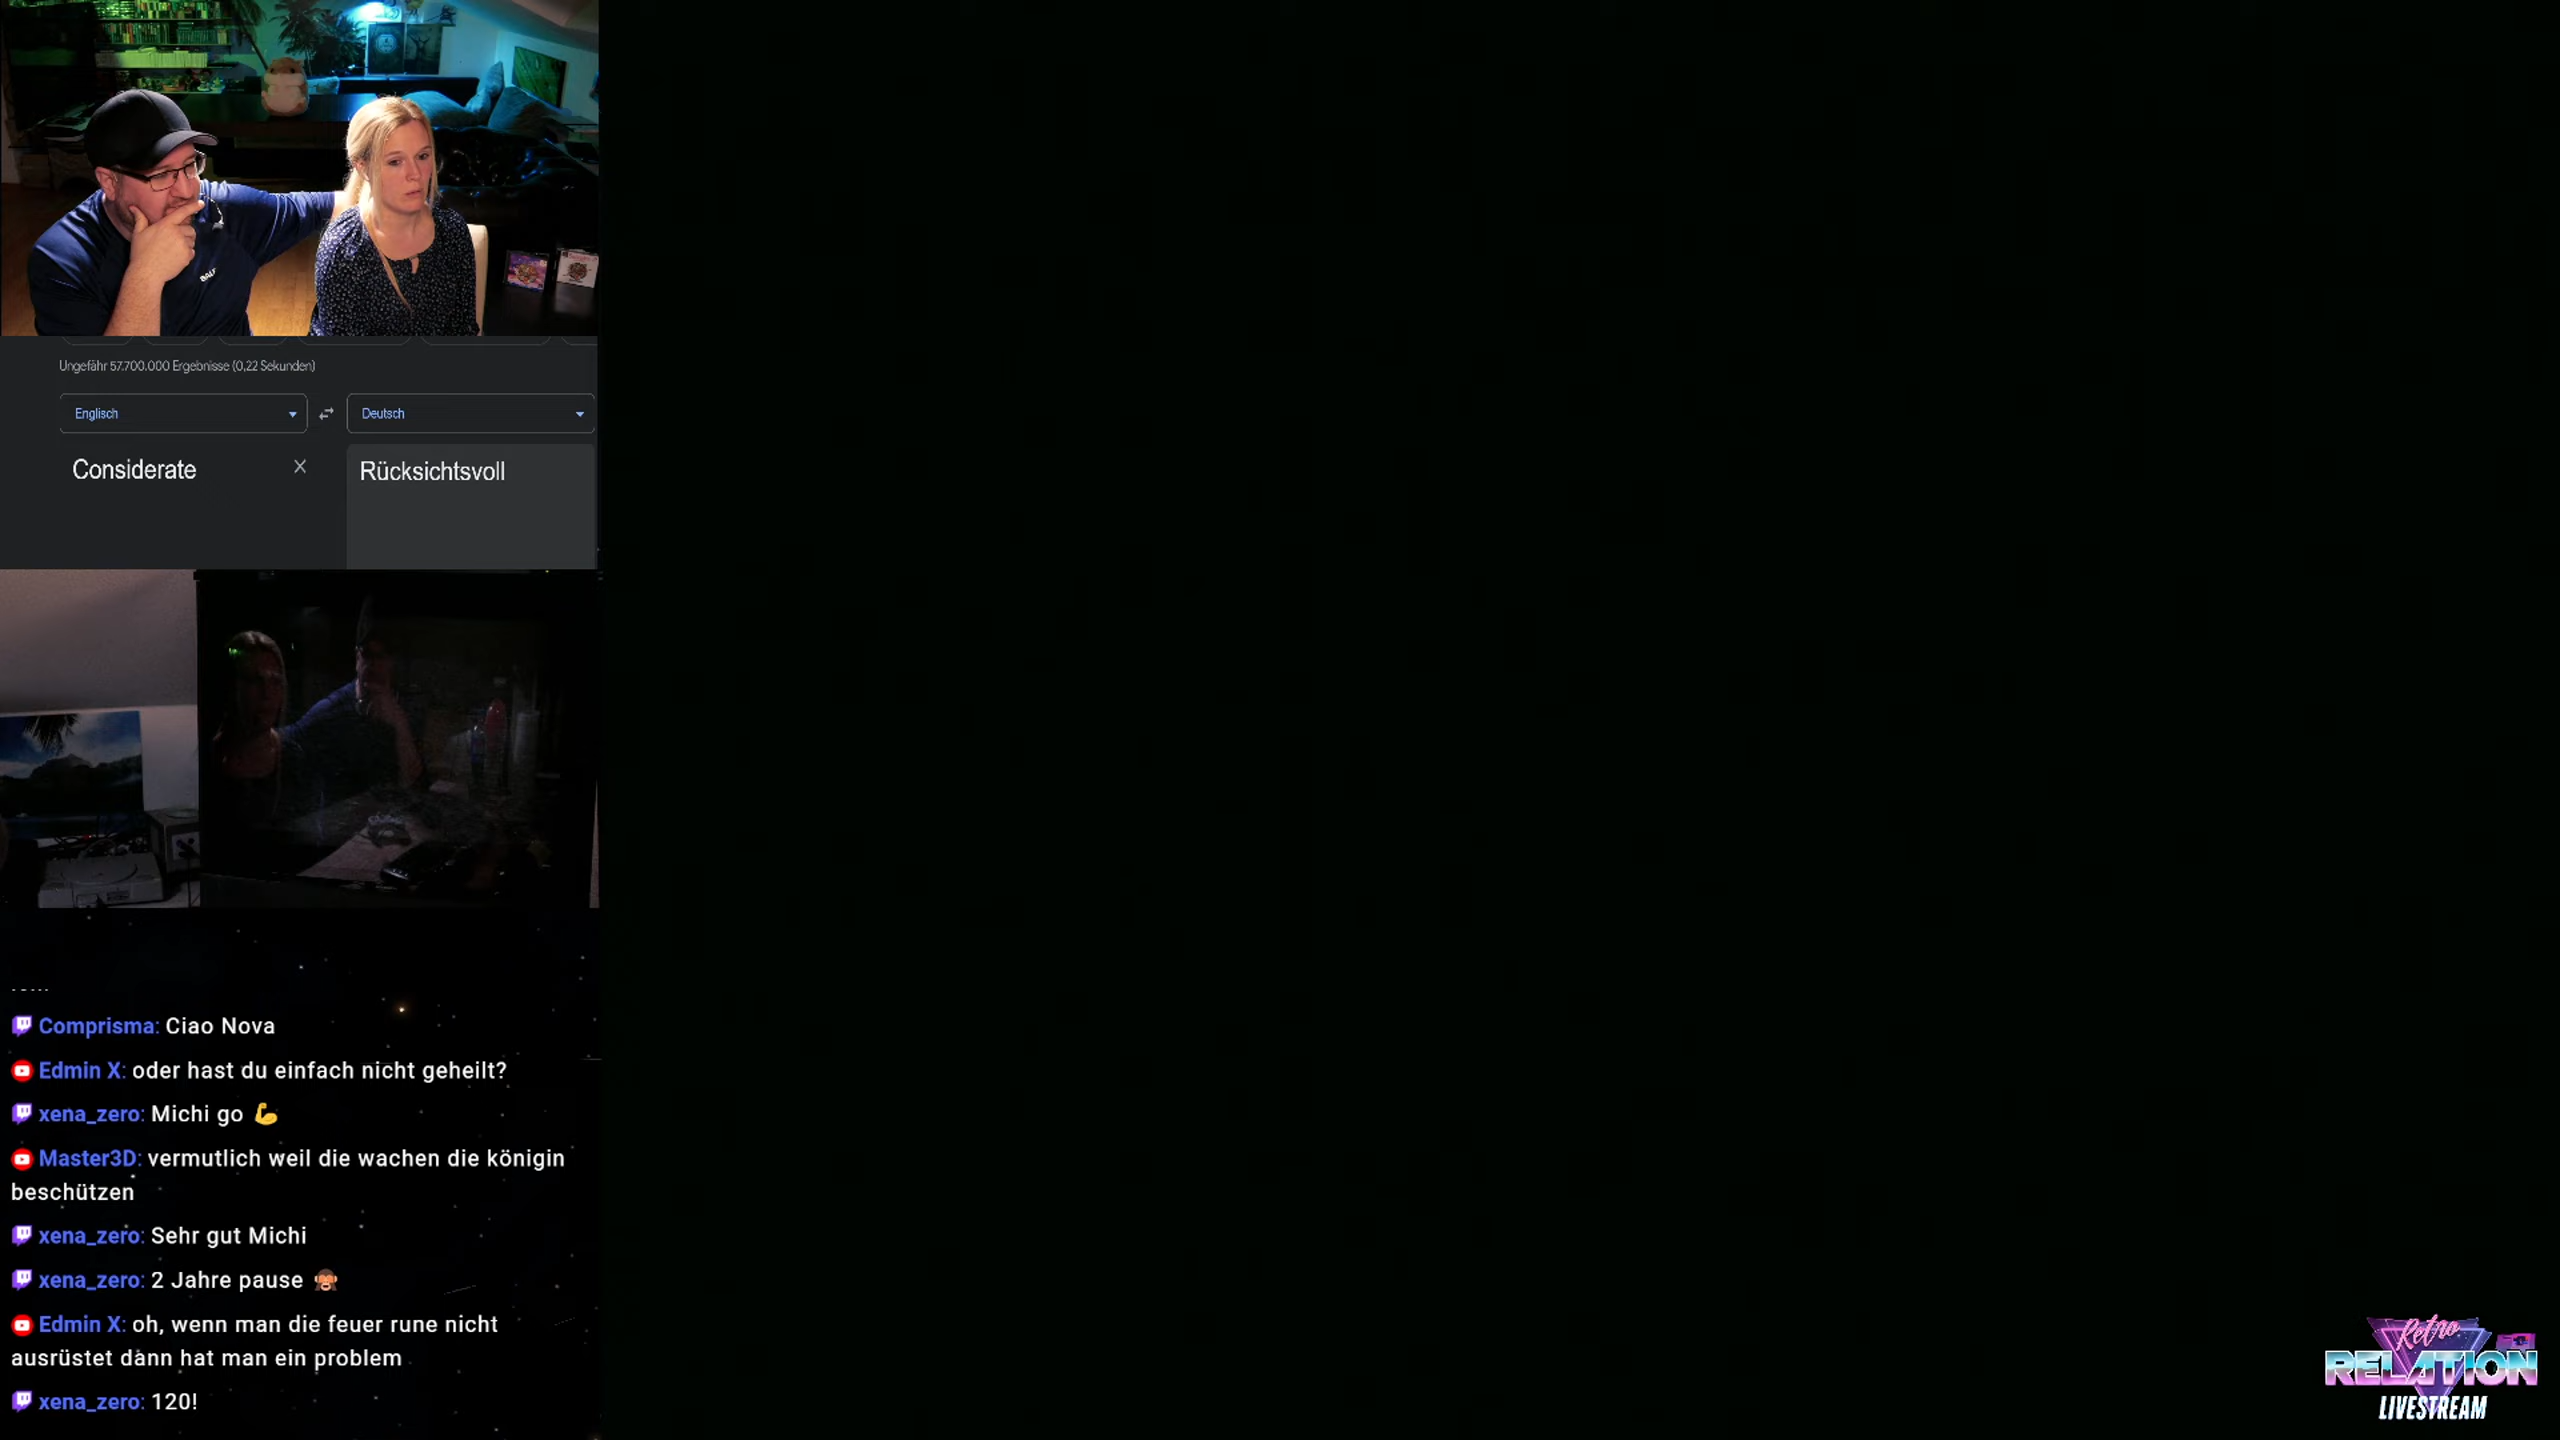 Ungefähr 57.700.000 Ergebnisse (0,22 Sekunden)
Englisch
Deutsch
Considerate
Rücksichtsvoll
Comprisma: Ciao Nova
Edmin X: oder hast du einfach nicht geheilt?
xena_zero: Michi go 💪
Master3D: vermutlich weil die wachen die königin
beschützen
xena_zero: Sehr gut Michi
xena_zero: 2 Jahre pause 🙈
Edmin X: oh, wenn man die feuer rune nicht
ausrüstet dann hat man ein problem
xena_zero: 120!
Retro
RELATION
LIVESTREAM